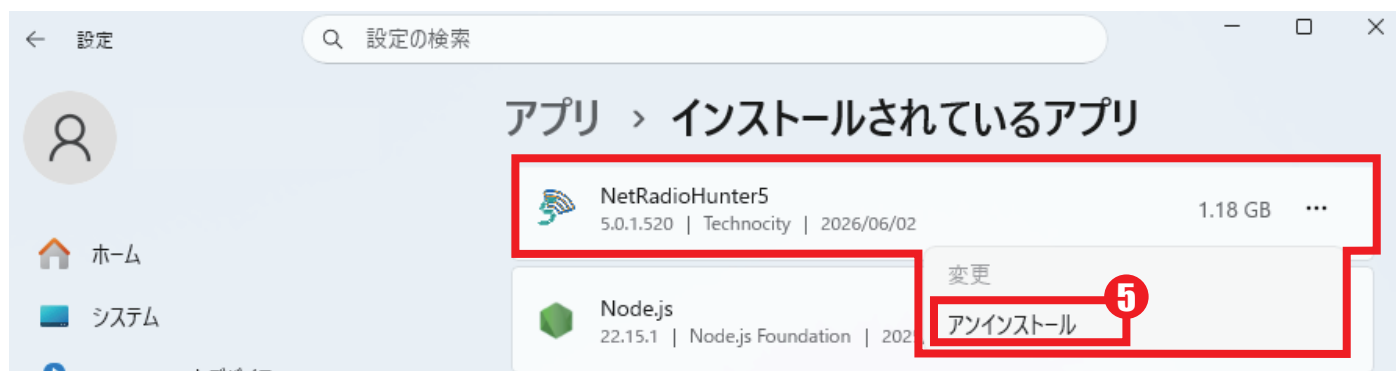 ← 設定
設定の検索
アプリ › インストールされているアプリ
NetRadioHunter5
5.0.1.520 | Technocity | 2026/06/02
1.18 GB
ホーム
変更
5
システム
Node.js
22.15.1 | Node.js Foundation | 202
アンインストール